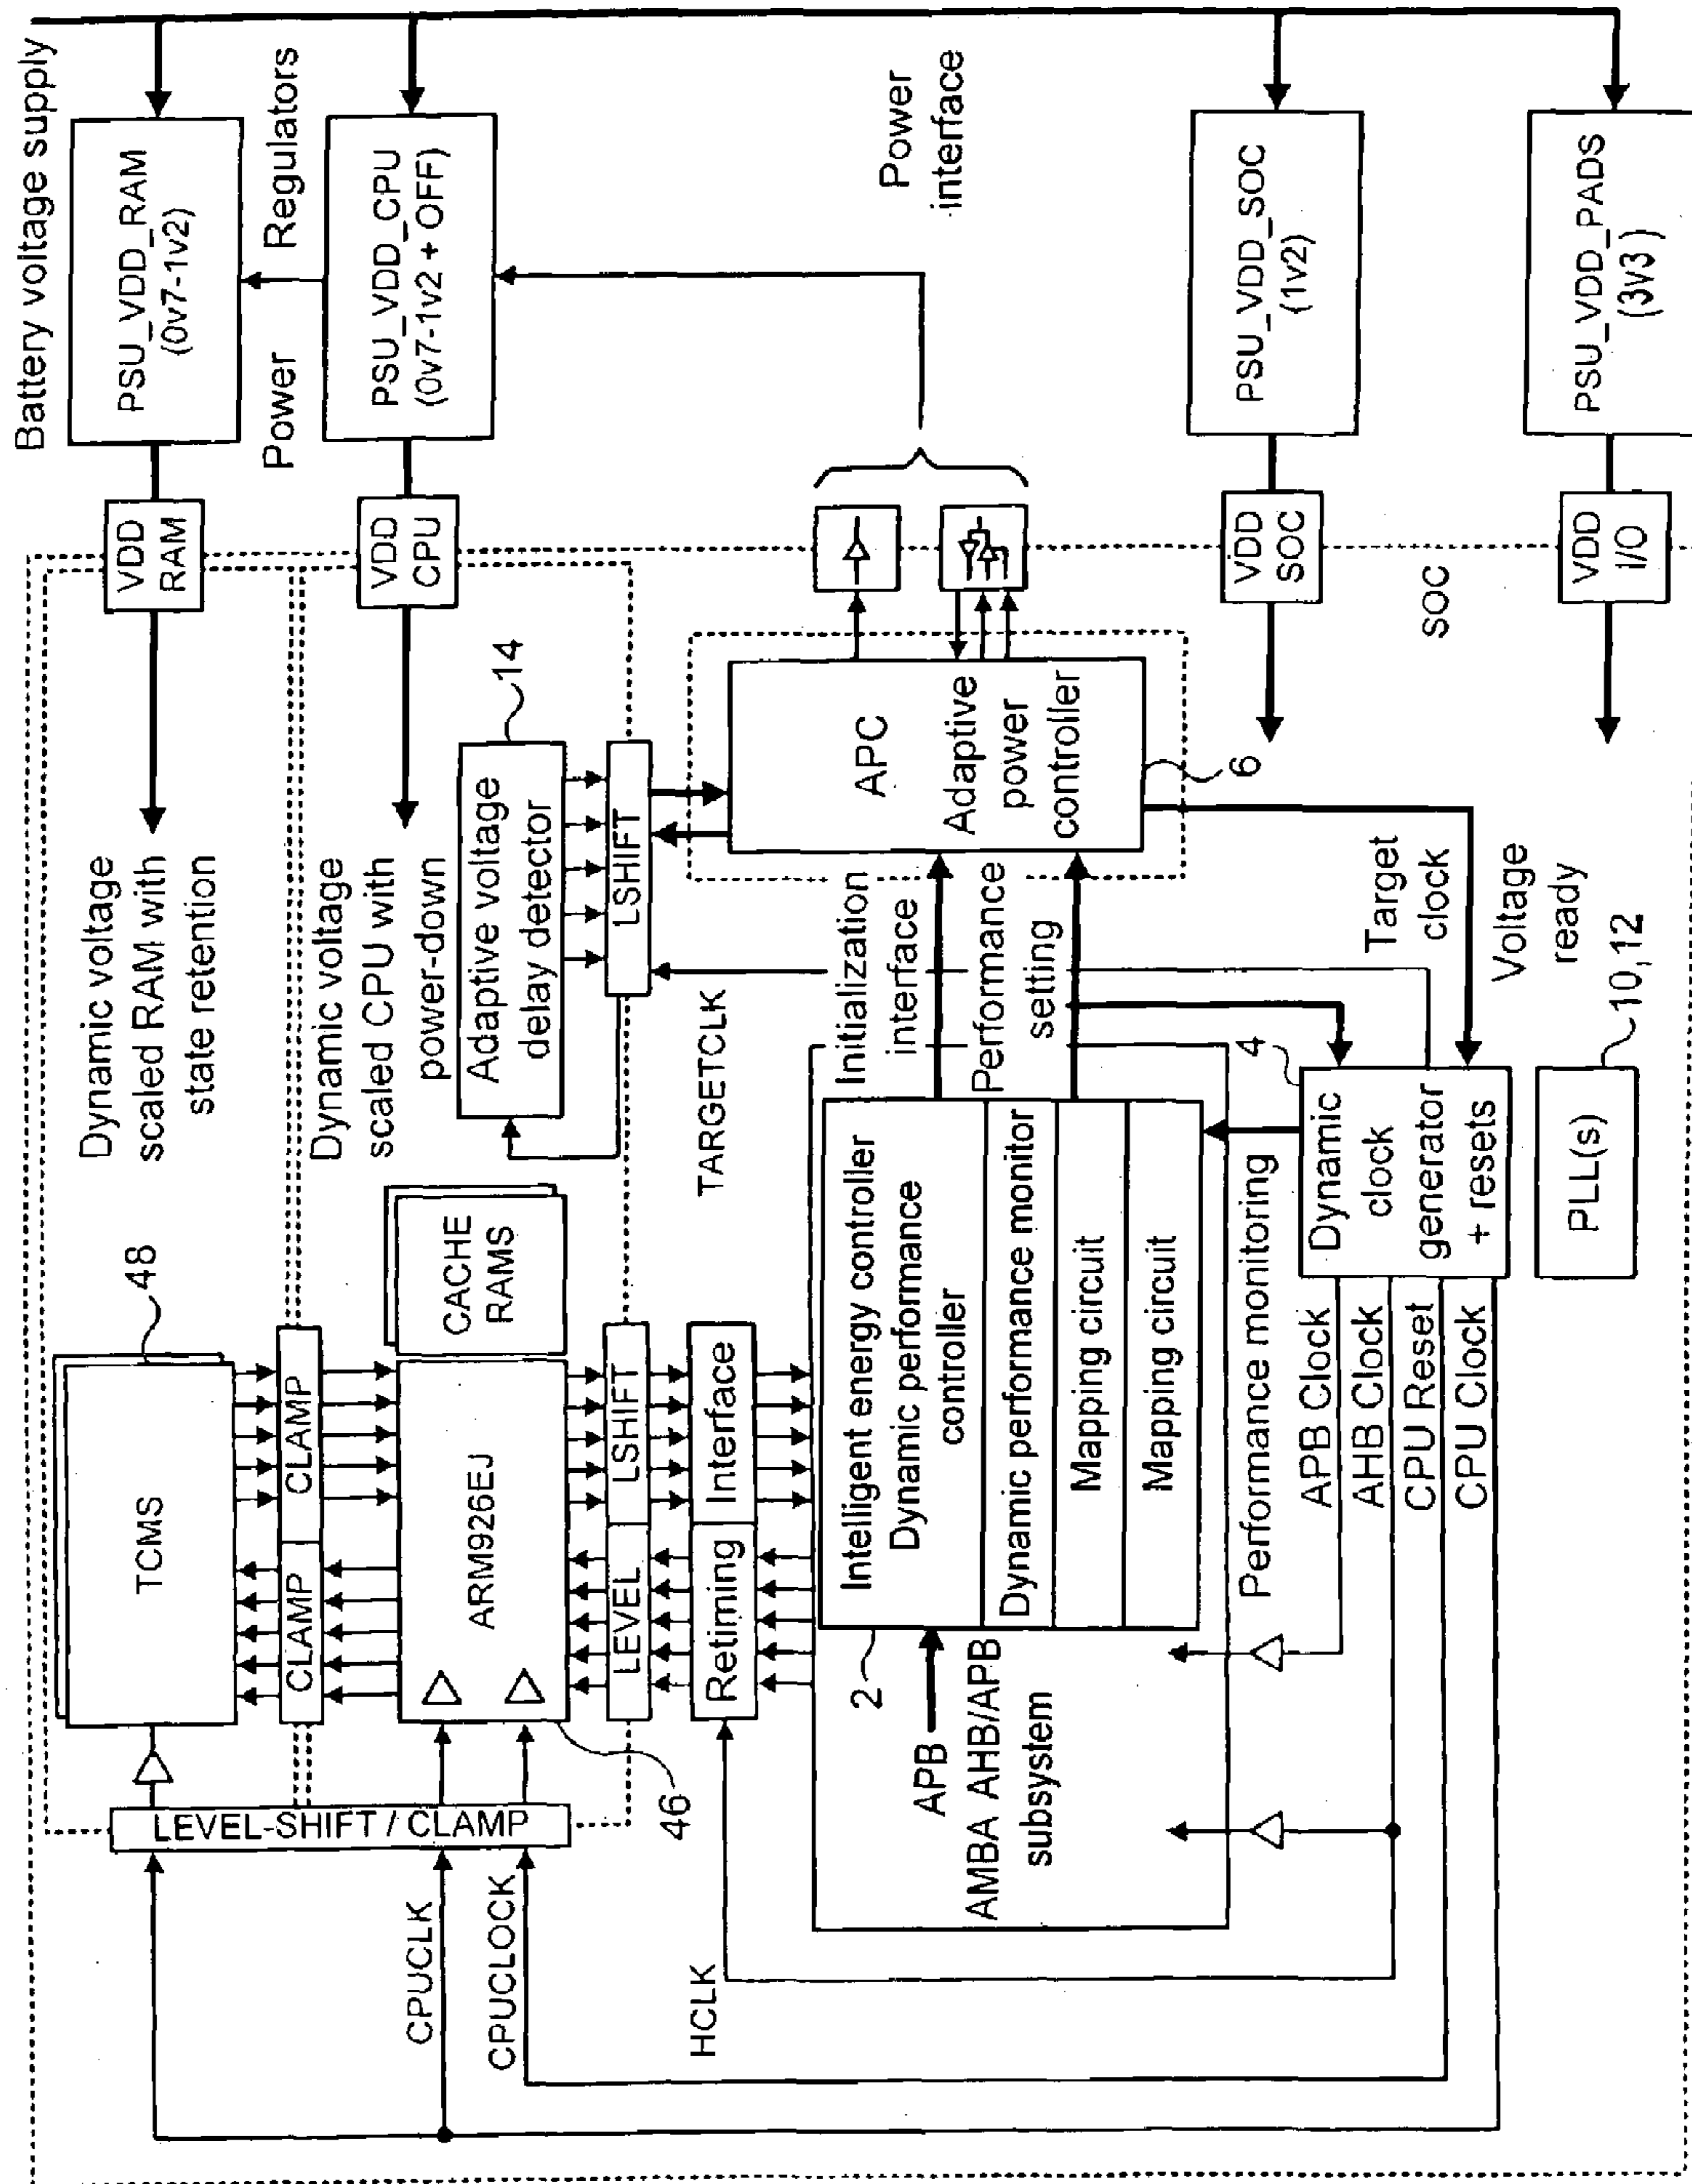 Battery voltage supply
PSU_VDD_RAM
(0v7-1v2)
Power
Regulators
PSU_VDD_CPU
(0v7-1v2 + OFF)
Power
interface
PSU_VDD_SOC
(1v2)
PSU_VDD_PADS
(3v3)
VDD
RAM
VDD
CPU
VDD
SOC
VDD
I/O
SOC
Dynamic voltage
scaled RAM with
state retention
Dynamic voltage
scaled CPU with
power-down
14
Adaptive voltage
delay detector
LSHIFT
APC
Adaptive
power
controller
6
TARGETCLK
Initialization
interface
Performance
setting
Target
clock
Voltage
ready
48
TCMS
CLAMP
CLAMP
CACHE
RAMS
ARM926EJ
46
LEVEL
LSHIFT
Retiming
Interface
LEVEL-SHIFT / CLAMP
CPUCLK
CPUCLOCK
HCLK
Intelligent energy controller
Dynamic performance
controller
Dynamic performance monitor
Mapping circuit
Mapping circuit
2
APB
AMBA AHB/APB
subsystem
Performance monitoring
4
Dynamic
clock
generator
+ resets
APB Clock
AHB Clock
CPU Reset
CPU Clock
PLL(s)
10,12